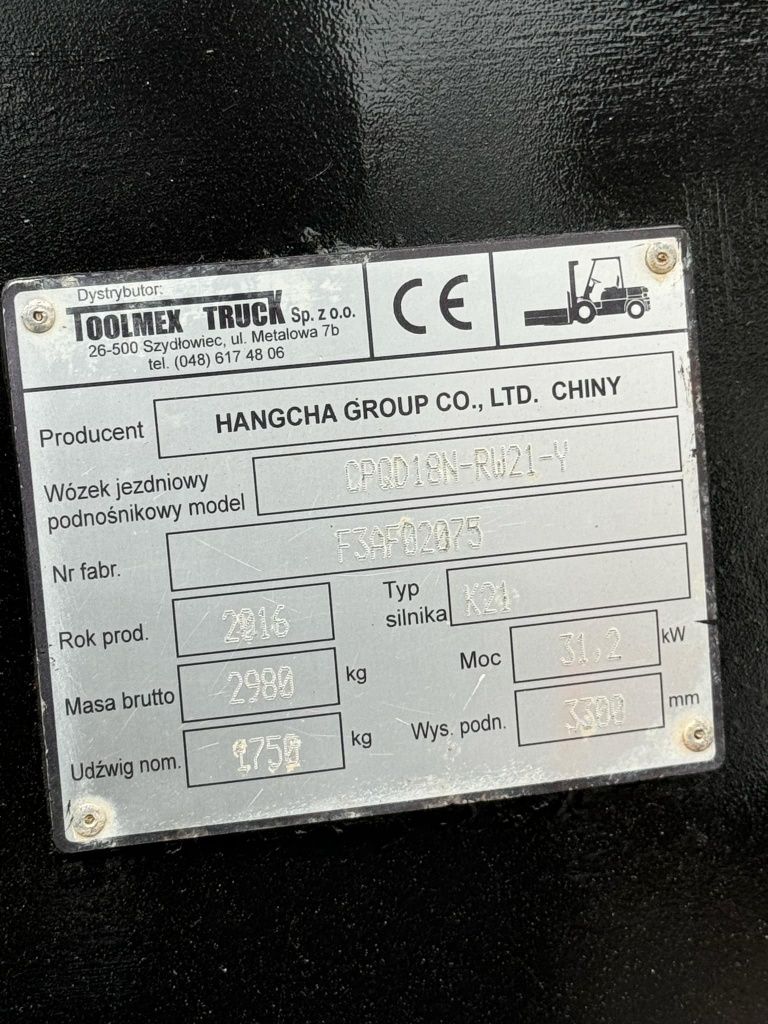 Dystrybutor:
TOOLMEX TRUCK Sp. z o.o.
26-500 Szydłowiec, ul. Metalowa 7b
tel. (048) 617 48 06
CE
Producent HANGCHA GROUP CO., LTD. CHINY
Wózek jezdniowy
podnośnikowy model CPQD18N-RW21-Y
Nr fabr. F3AF02075
Rok prod. 2016
Typ
silnika K21
Masa brutto 2980 kg
Moc 31,2 kW
Udźwig nom. 1750 kg
Wys. podn. 3300 mm